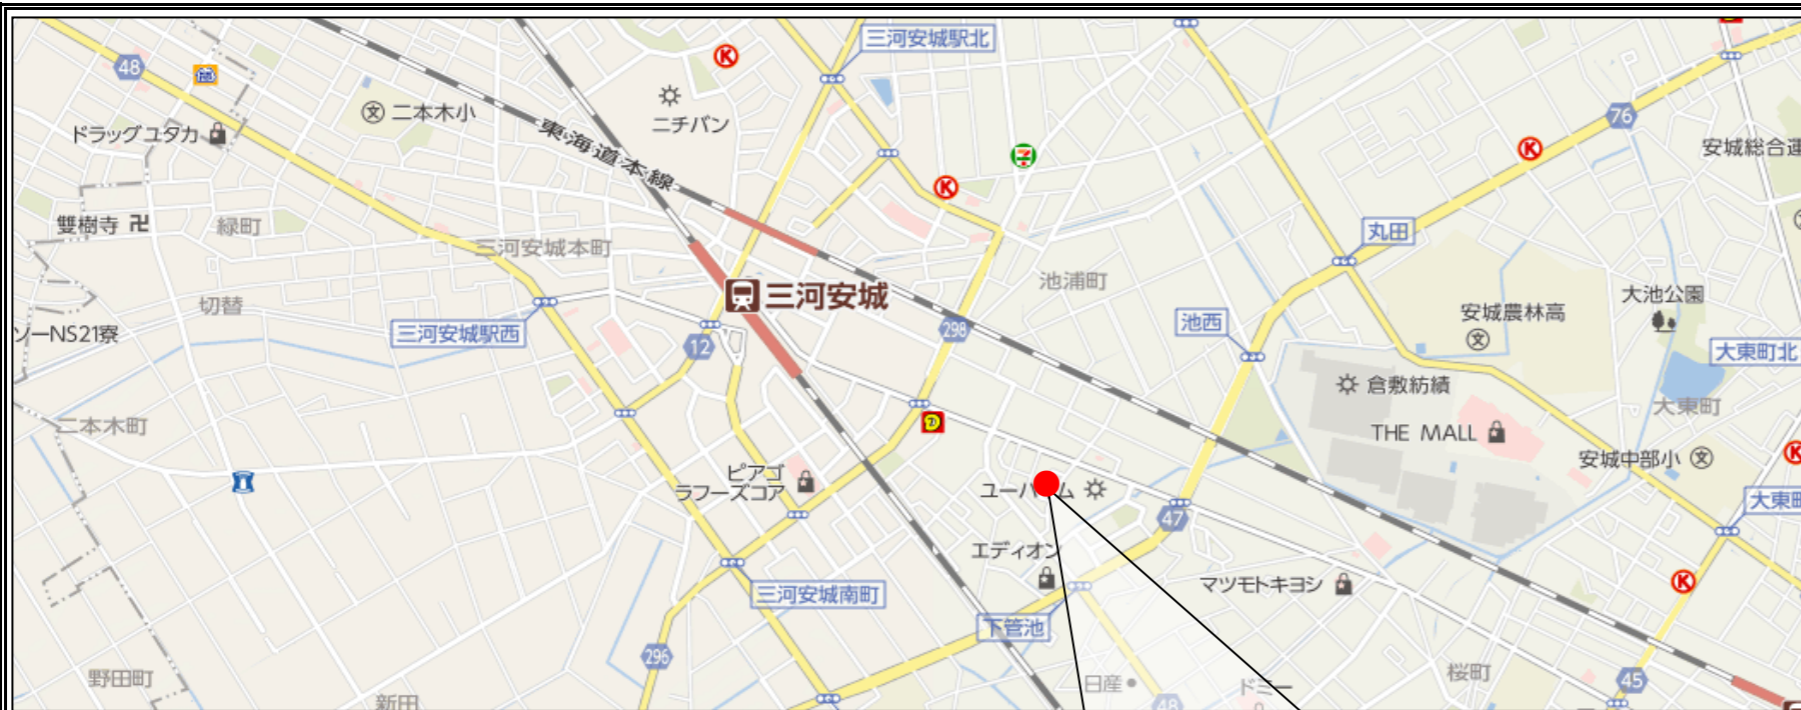 三河安城駅北
48
二本木小
ニチバン
ドラッグユタカ
東海道本線
76
安城総合運
K
K
K
雙樹寺
緑町
三河安城本町
丸田
池浦町
切替
三河安城
大池公園
安城農林高
ソーNS21寮
三河安城駅西
12
298
池西
大東町北
倉敷紡績
二本木町
大東町
THE MALL
安城中部小
K
ピアゴ
ラフーズコア
ユーハ
ム
47
大東町
エディオン
マツモトキヨシ
K
三河安城南町
下管池
296
野田町
新田
日産
48
ドミー
桜町
45